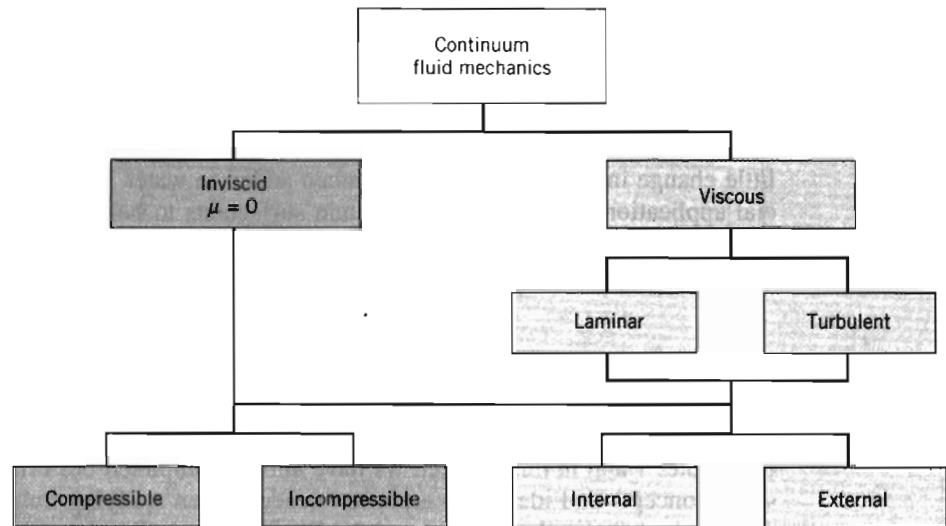 Continuum
fluid mechanics
Inviscid
μ = 0
Viscous
Laminar
Turbulent
Compressible
Incompressible
Internal
External